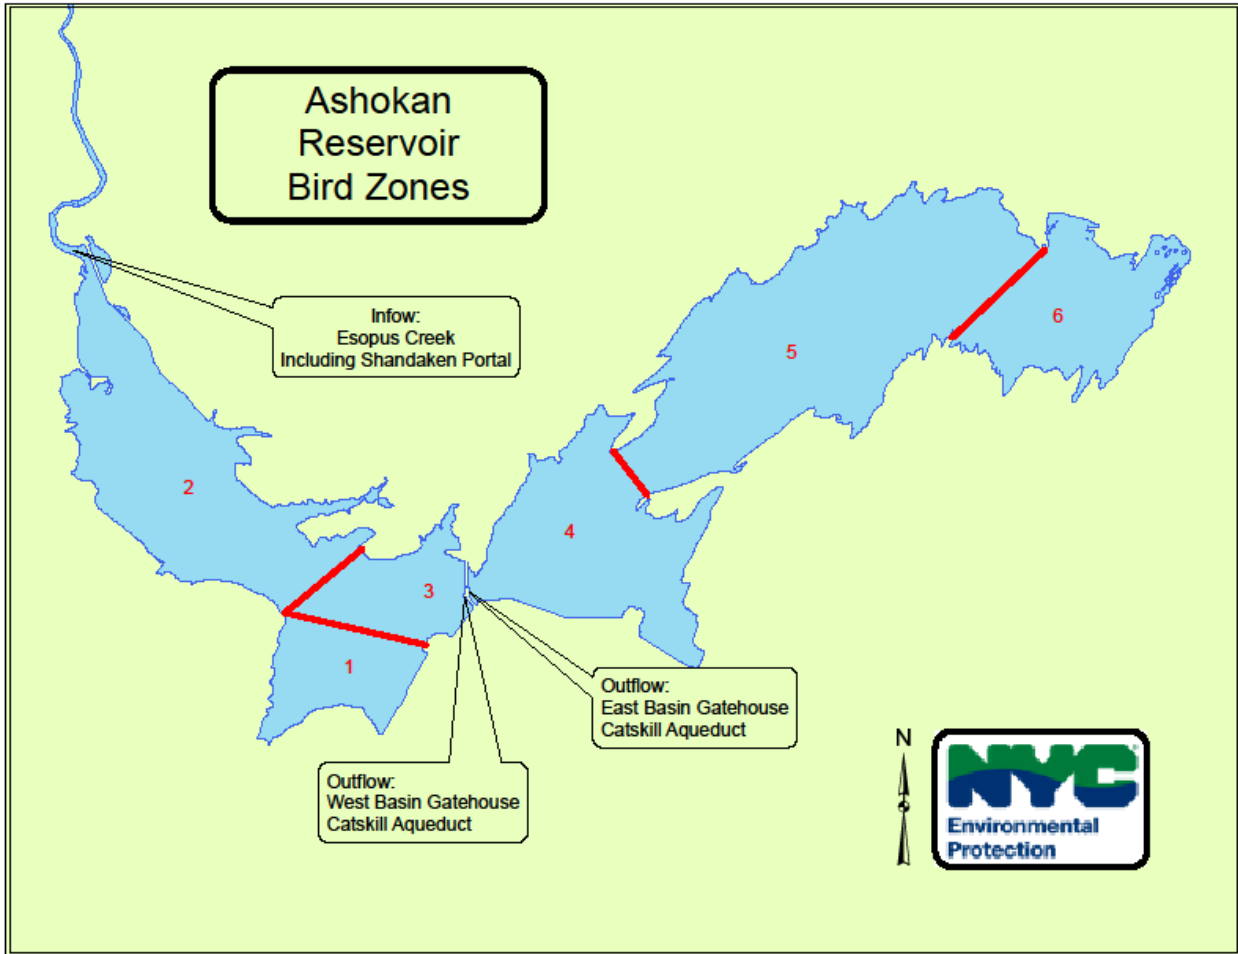 Ashokan
Reservoir
Bird Zones
Infow:
Esopus Creek
Including Shandaken Portal
6
5
2
4
3
1
Outflow:
East Basin Gatehouse
Catskill Aqueduct
Outflow:
West Basin Gatehouse
Catskill Aqueduct
N
NYC
Environmental
Protection